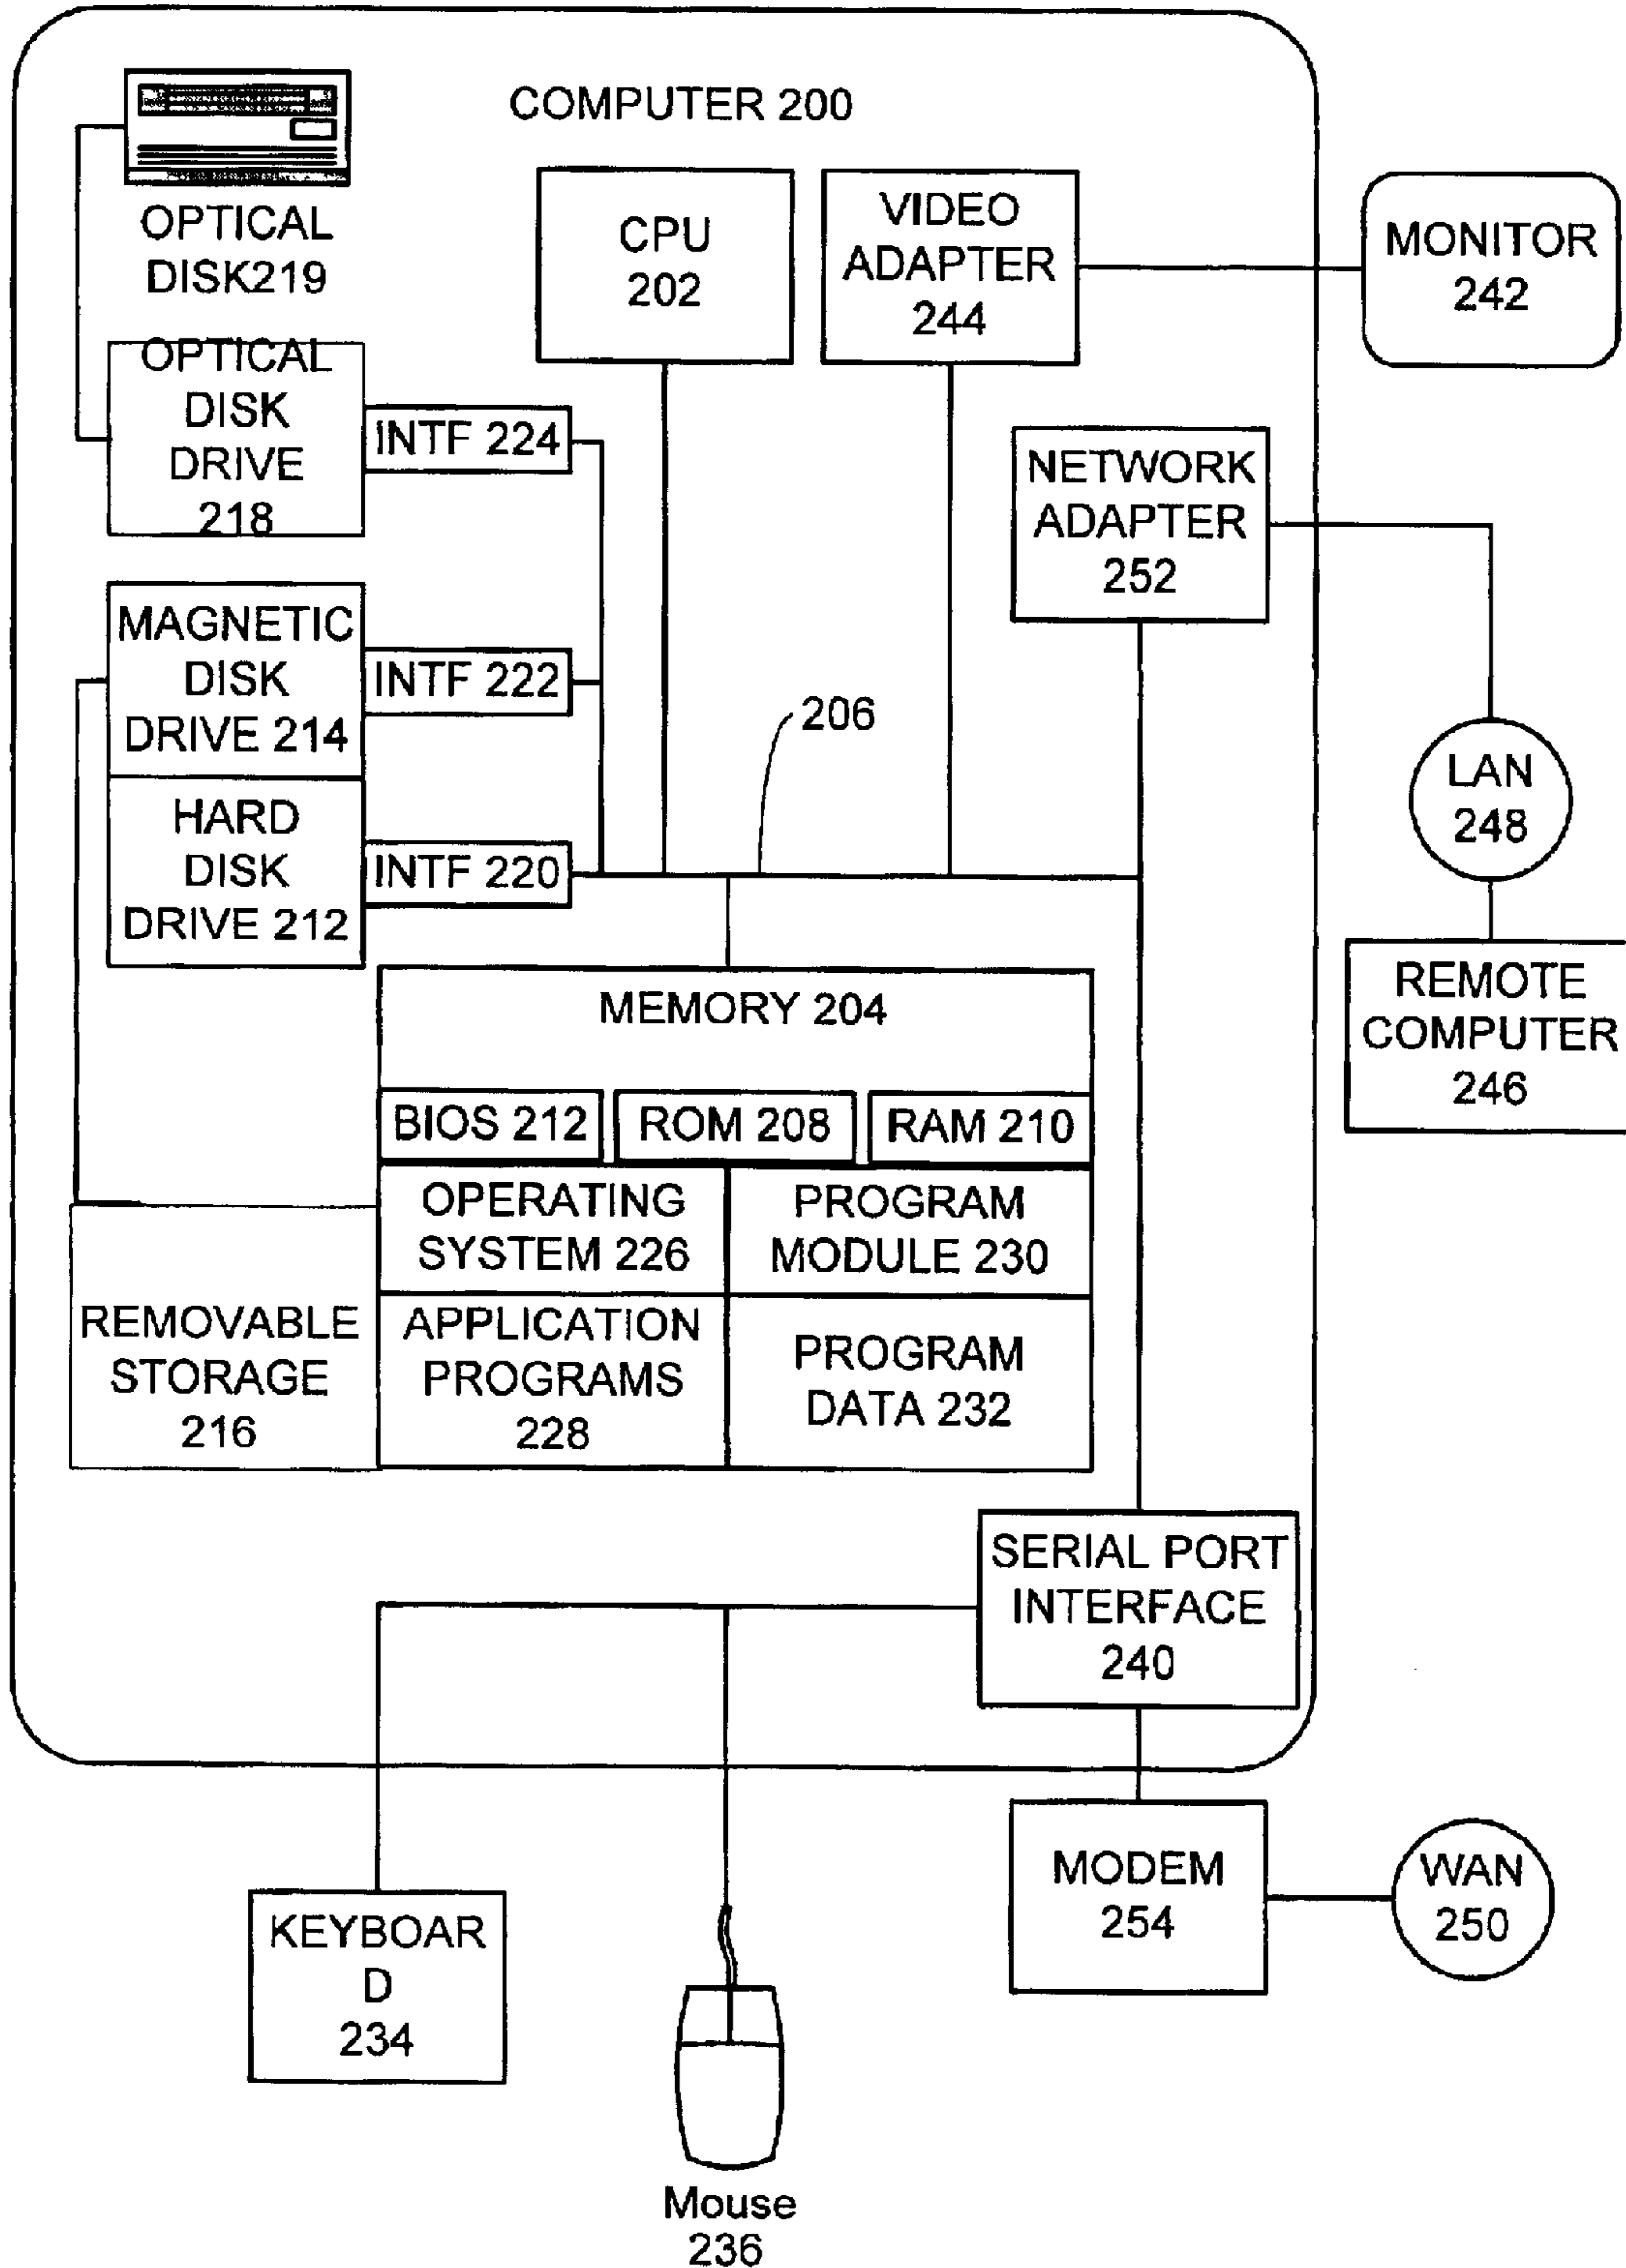 COMPUTER 200
OPTICAL
DISK219
CPU
202
VIDEO
ADAPTER
244
MONITOR
242
OPTICAL
DISK
DRIVE
218
INTF 224
NETWORK
ADAPTER
252
MAGNETIC
DISK
DRIVE 214
INTF 222
206
HARD
DISK
DRIVE 212
INTF 220
LAN
248
REMOTE
COMPUTER
246
MEMORY 204
BIOS 212
ROM 208
RAM 210
OPERATING
SYSTEM 226
PROGRAM
MODULE 230
REMOVABLE
STORAGE
216
APPLICATION
PROGRAMS
228
PROGRAM
DATA 232
SERIAL PORT
INTERFACE
240
KEYBOAR
D
234
Mouse
236
MODEM
254
WAN
250